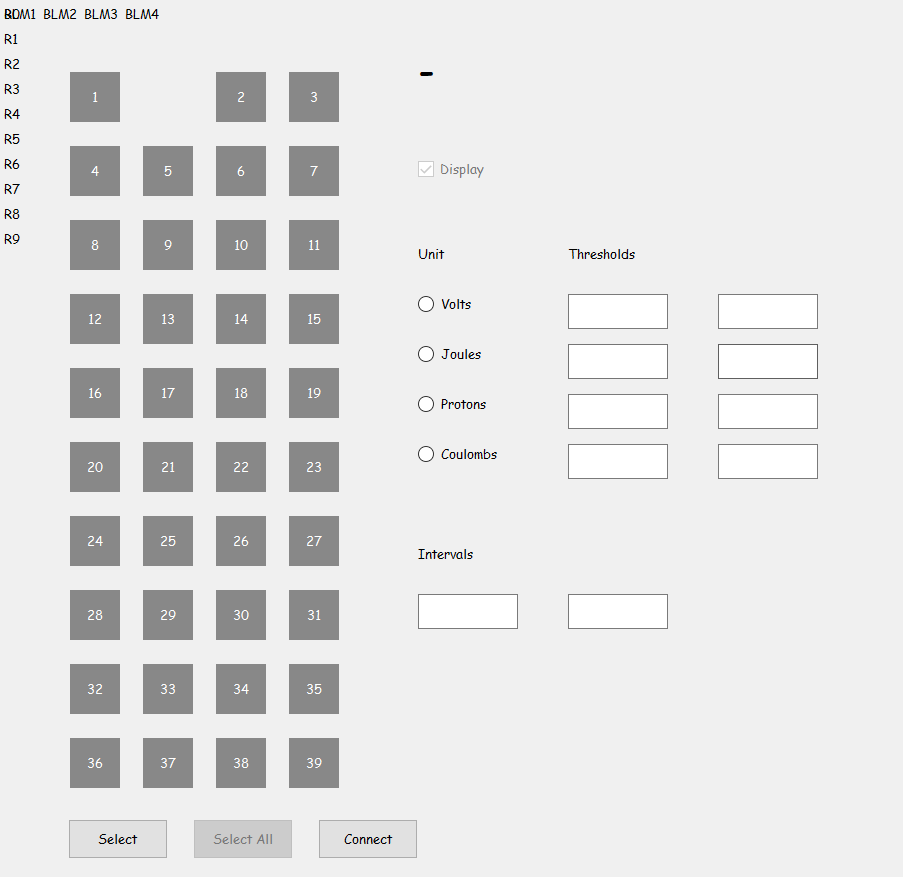 BLM1 BLM2 BLM3 BLM4
R1
R2
R3
R4
R5
R6
R7
R8
R9
1 2 3
4 5 6 7
8 9 10 11
12 13 14 15
16 17 18 19
20 21 22 23
24 25 26 27
28 29 30 31
32 33 34 35
36 37 38 39
Select Select All Connect
-
Display
Unit Thresholds
Volts
Joules
Protons
Coulombs
Intervals